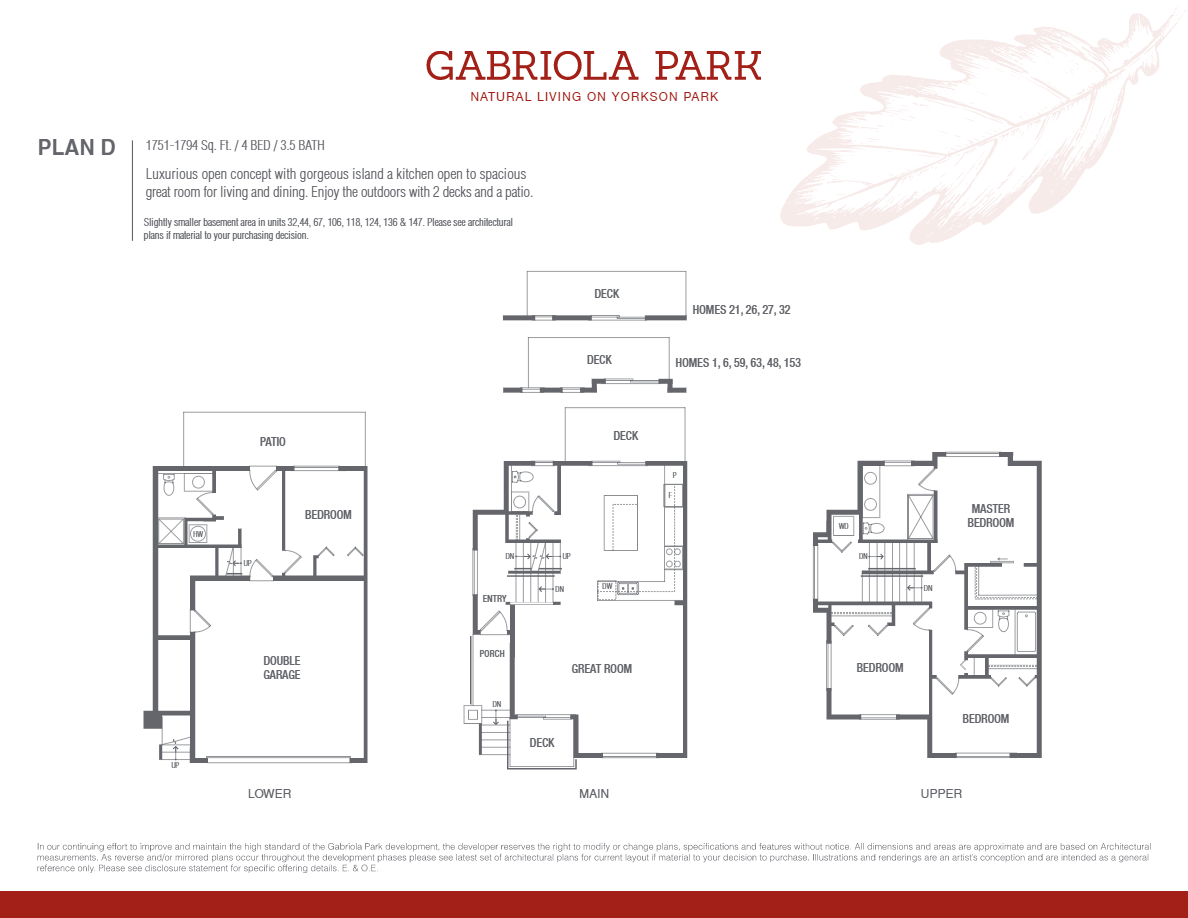 GABRIOLA PARK
NATURAL LIVING ON YORKSON PARK
PLAN D
1751-1794 Sq. Ft. / 4 BED / 3.5 BATH
Luxurious open concept with gorgeous island a kitchen open to spacious
great room for living and dining. Enjoy the outdoors with 2 decks and a patio.
Slightly smaller basement area in units 32,44, 67, 106, 118, 124, 136 & 147. Please see architectural
plans if material to your purchasing decision.
DECK
HOMES 21, 26, 27, 32
DECK
HOMES 1, 6, 59, 63, 48, 153
PATIO
BEDROOM
HW
UP
DOUBLE
GARAGE
UP
LOWER
DECK
P
F
DN
UP
DN
DW
ENTRY
PORCH
GREAT ROOM
DN
DECK
MAIN
MASTER
BEDROOM
WD
DN
DN
BEDROOM
BEDROOM
UPPER
In our continuing effort to improve and maintain the high standard of the Gabriola Park development, the developer reserves the right to modify or change plans, specifications and features without notice. All dimensions and areas are approximate and are based on Architectural
measurements. As reverse and/or mirrored plans occur throughout the development phases please see latest set of architectural plans for current layout if material to your decision to purchase. Illustrations and renderings are an artist's conception and are intended as a general
reference only. Please see disclosure statement for specific offering details. E. & O.E.